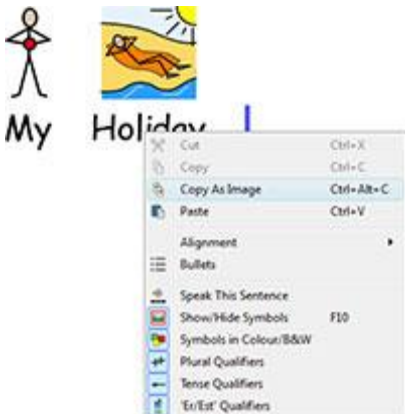 My Holiday
Cut Ctrl+X
Copy Ctrl+C
Copy As Image Ctrl+Alt+C
Paste Ctrl+V
Alignment
Bullets
Speak This Sentence
Show/Hide Symbols F10
Symbols in Colour/B&W
Plural Qualifiers
Tense Qualifiers
'Er/Est' Qualifiers